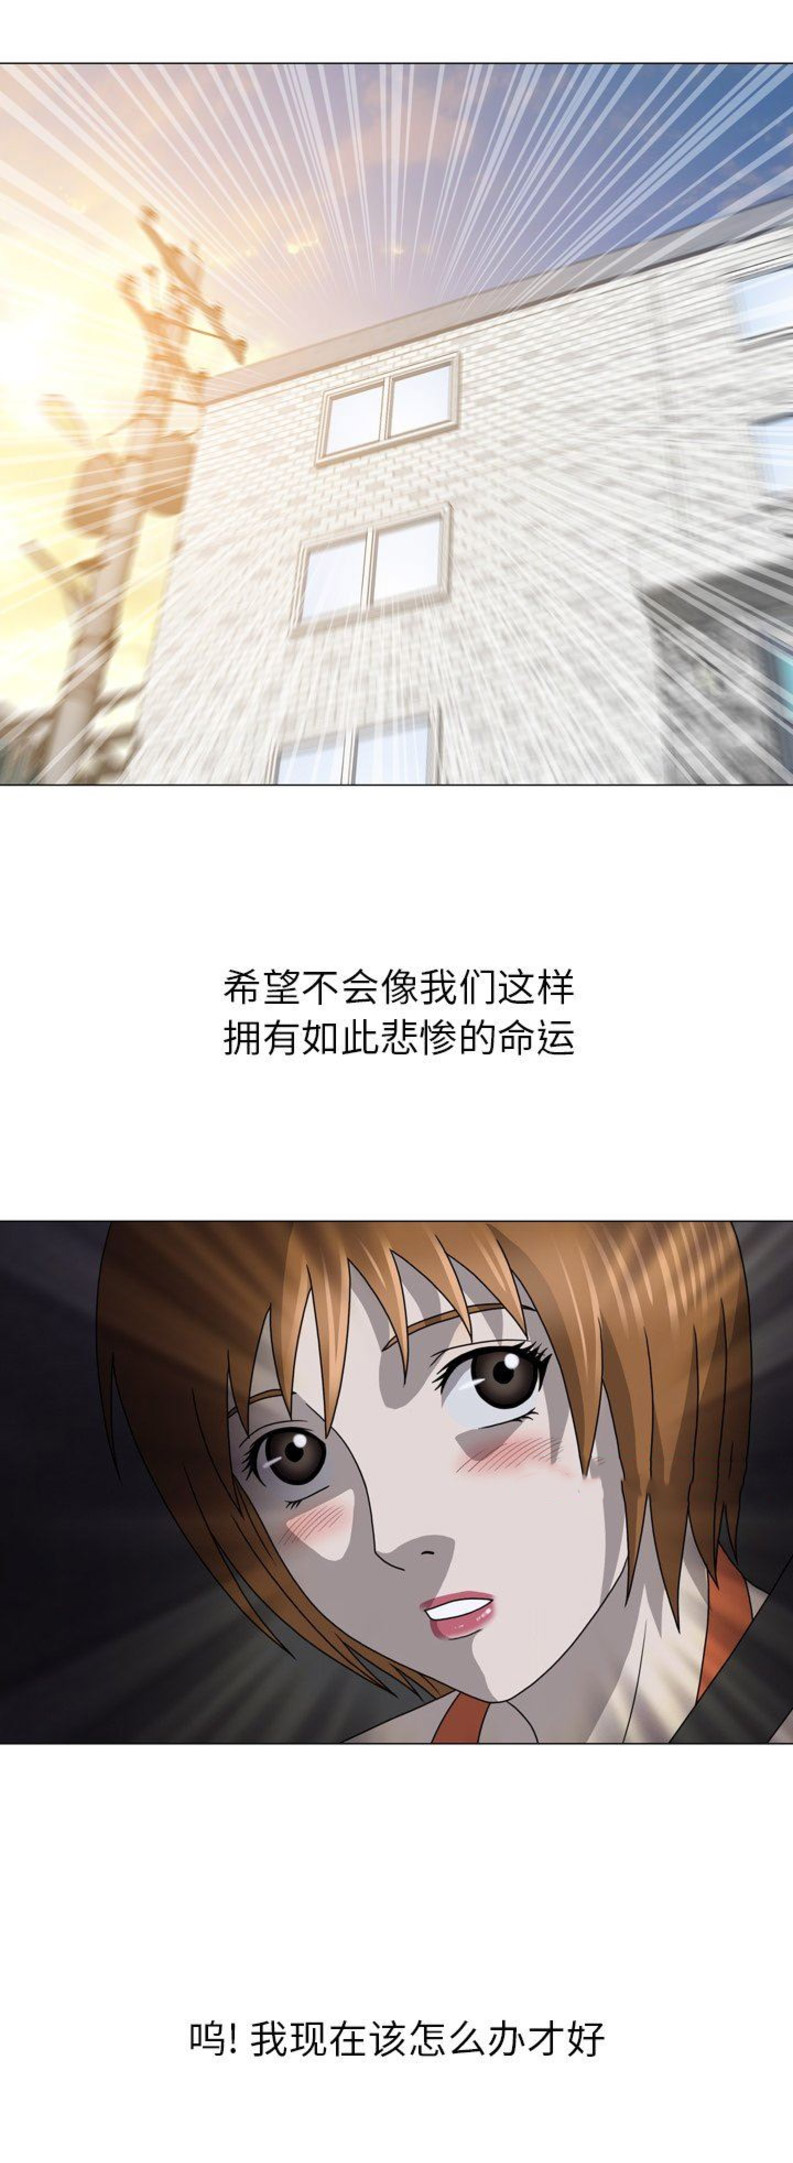 希望不会像我们这样
拥有如此悲惨的命运
呜! 我现在该怎么办才好